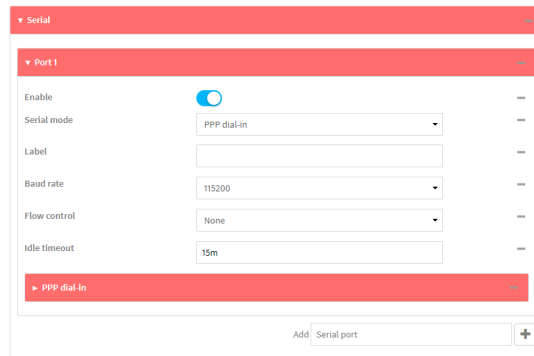 ▼ Serial
▼ Port 1
Enable
Serial mode PPP dial-in
Label
Baud rate 115200
Flow control None
Idle timeout 15m
► PPP dial-in
Add Serial port